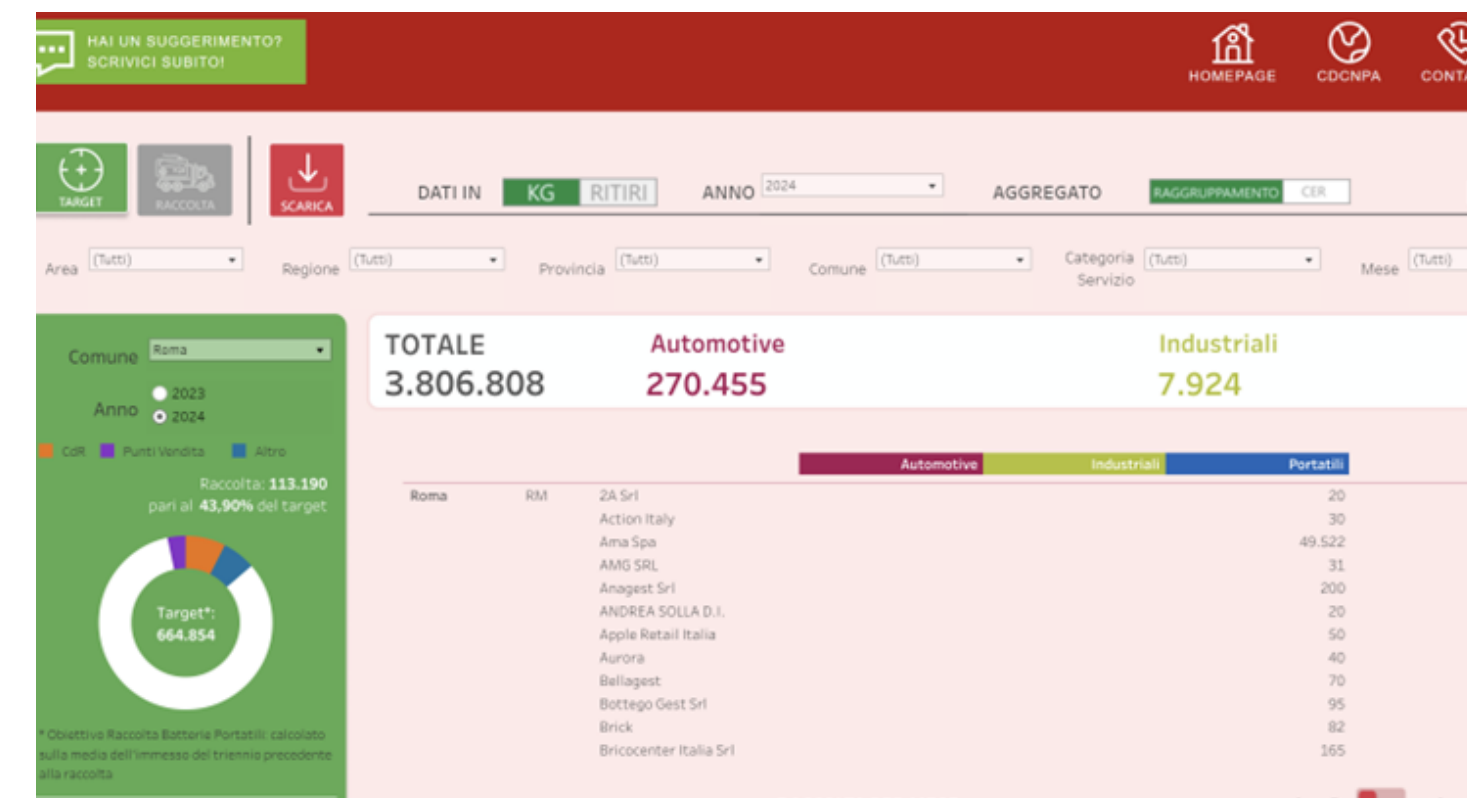 HAI UN SUGGERIMENTO?
SCRIVICI SUBITO!
HOMEPAGE
CDCNPA
TARGET
RACCOLTA
SCARICA
DATI IN KG RITIRI
ANNO 2024
AGGREGATO RAGGRUPPAMENTO CER
Area (Tutti)
Regione (Tutti)
Provincia (Tutti)
Comune (Tutti)
Categoria Servizio (Tutti)
Mese (Tutti)
Comune Roma
Anno
2023
2024
CdR Punti Vendita Altro
Raccolta: 113.190
pari al 43,90% del target
Target*:
664.854
* Obiettivo Raccolta Batterie Portatili: calcolato
sulla media dell'immesso del triennio precedente
alla raccolta
TOTALE Automotive Industriali
3.806.808 270.455 7.924
Automotive Industriali Portatili
Roma RM 2A Srl 20
Action Italy 30
Ama Spa 49.522
AMG SRL 31
Anagest Srl 200
ANDREA SOLLA D.I. 20
Apple Retail Italia 50
Aurora 40
Bellagest 70
Bottego Gest Srl 95
Brick 82
Bricocenter Italia Srl 165